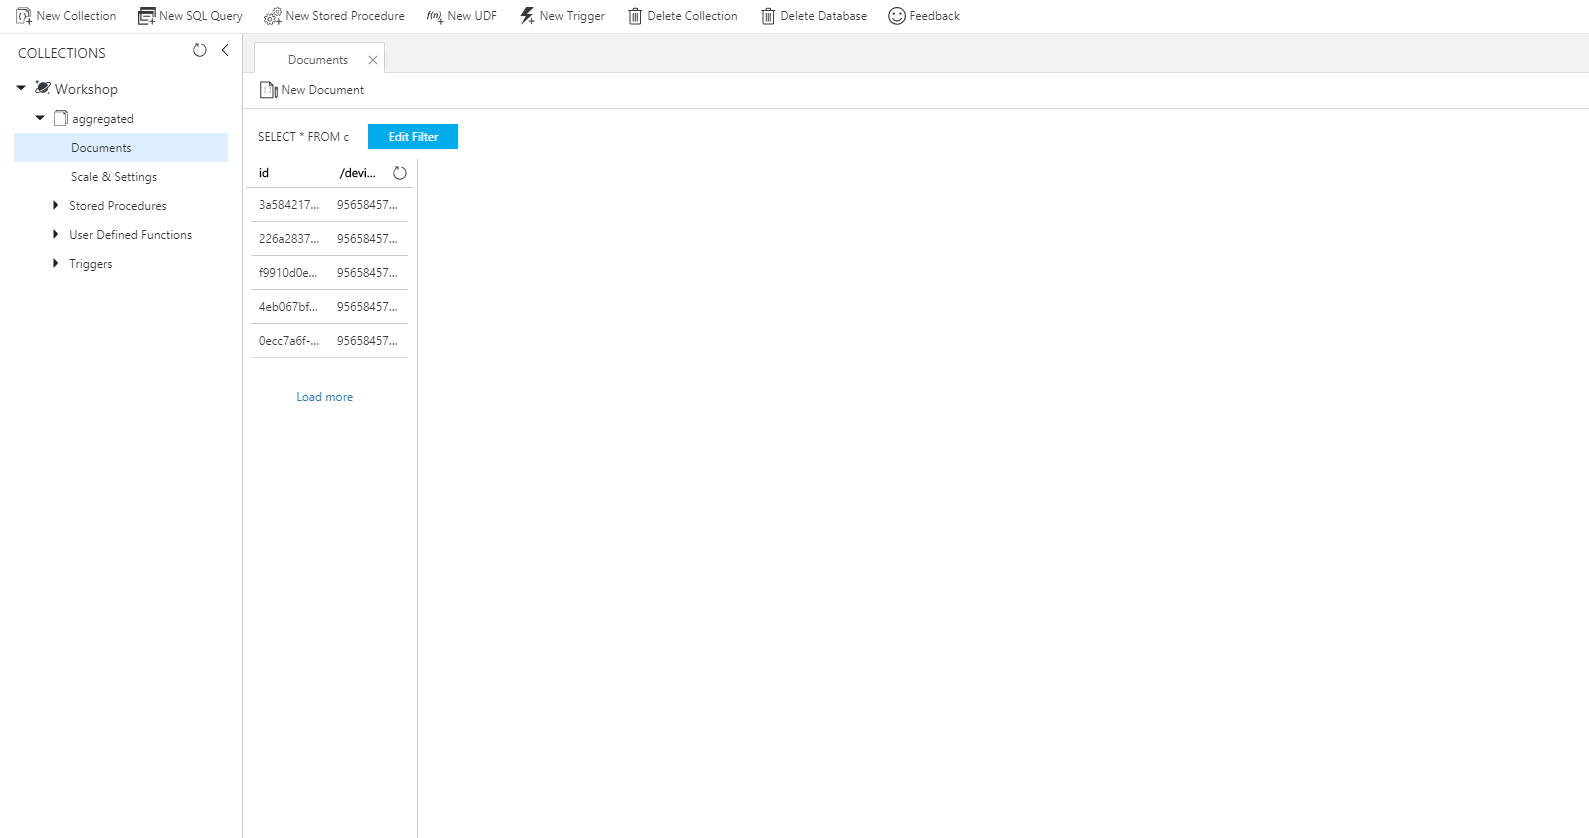 New Collection New SQL Query New Stored Procedure f(n) New UDF New Trigger Delete Collection Delete Database Feedback
COLLECTIONS
Workshop
aggregated
Documents
Scale & Settings
Stored Procedures
User Defined Functions
Triggers
Documents
New Document
SELECT * FROM c Edit Filter
id /devi...
3a584217... 95658457...
226a2837... 95658457...
f9910d0e... 95658457...
4eb067bf... 95658457...
0ecc7a6f-... 95658457...
Load more